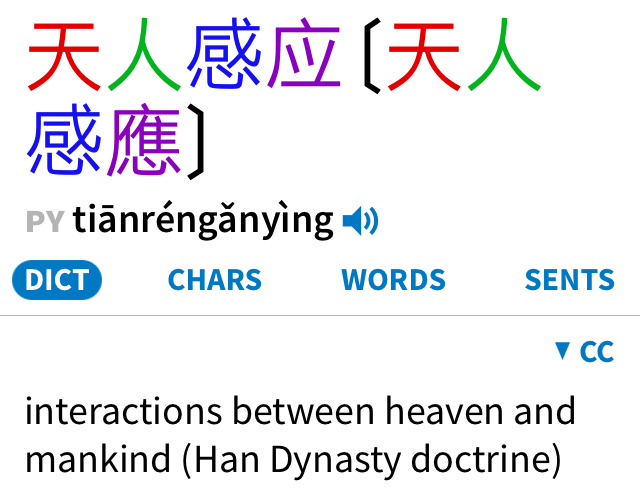 天人感应〔天人
感應〕
PY tiānréngǎnyìng
DICT CHARS WORDS SENTS
▼ CC
interactions between heaven and
mankind (Han Dynasty doctrine)